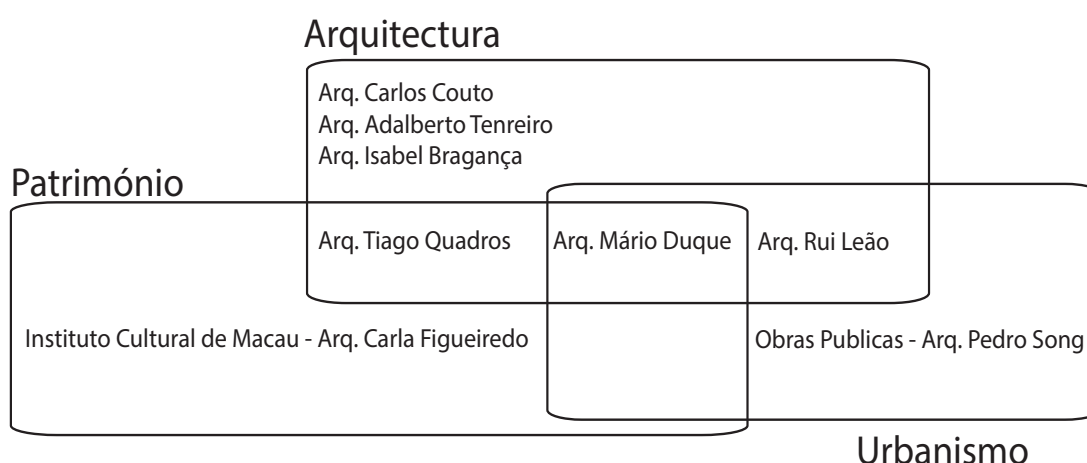 Arquitectura
Arq. Carlos Couto
Arq. Adalberto Tenreiro
Arq. Isabel Bragança
Património
Arq. Tiago Quadros
Arq. Mário Duque
Arq. Rui Leão
Instituto Cultural de Macau - Arq. Carla Figueiredo
Obras Publicas - Arq. Pedro Song
Urbanismo